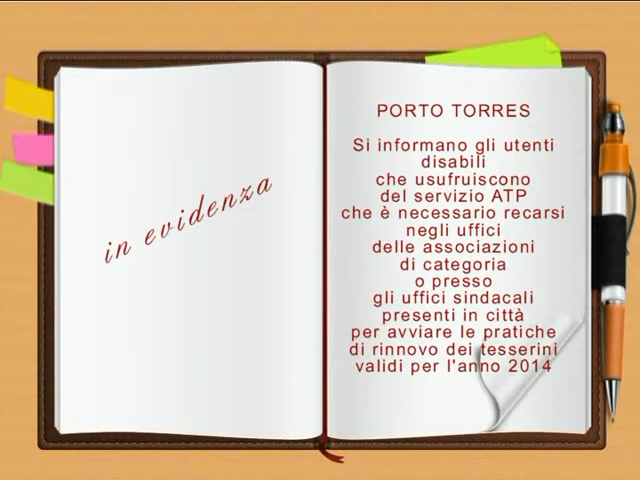 in evidenza
PORTO TORRES
Si informano gli utenti
disabili
che usufruiscono
del servizio ATP
che è necessario recarsi
negli uffici
delle associazioni
di categoria
o presso
gli uffici sindacali
presenti in città
per avviare le pratiche
di rinnovo dei tesserini
validi per l'anno 2014